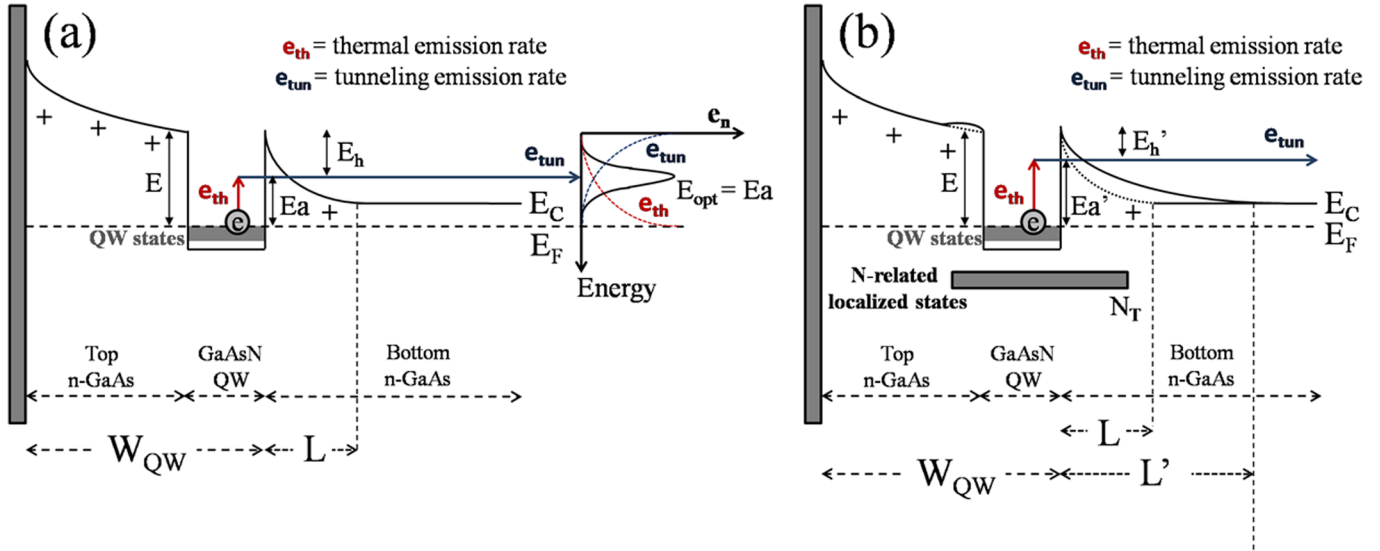 (a)
e_th = thermal emission rate
e_tun = tunneling emission rate
+ + +
E
e_th
e
E_h
Ea
+
e_tun
e_n
e_tun
E_opt = Ea
e_th
E_C
E_F
QW states
Energy
Top
n-GaAs
GaAsN
QW
Bottom
n-GaAs
W_QW
L
(b)
e_th = thermal emission rate
e_tun = tunneling emission rate
+ + +
E
e_th
e
E_h’
Ea’
+
e_tun
E_C
E_F
QW states
N-related
localized states
N_T
Top
n-GaAs
GaAsN
QW
Bottom
n-GaAs
L
W_QW
L’